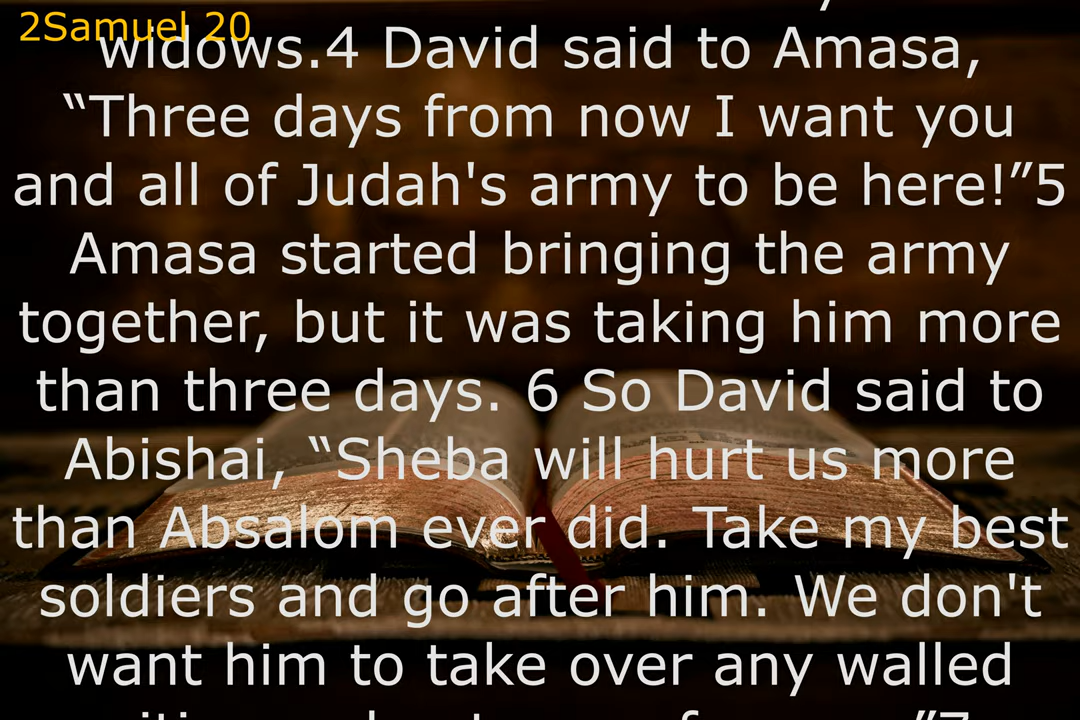 2Samuel 20
widows.4 David said to Amasa,
“Three days from now I want you
and all of Judah's army to be here!”5
Amasa started bringing the army
together, but it was taking him more
than three days. 6 So David said to
Abishai, “Sheba will hurt us more
than Absalom ever did. Take my best
soldiers and go after him. We don't
want him to take over any walled